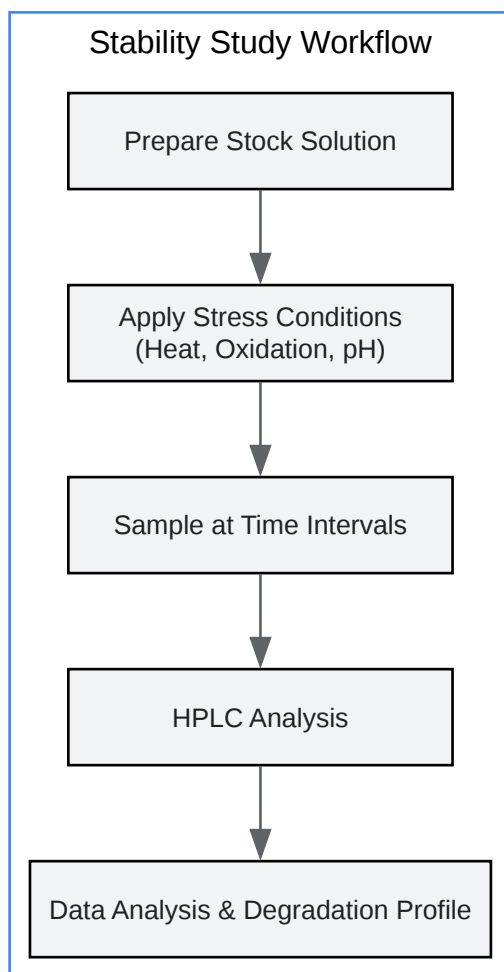 Stability Study Workflow
Prepare Stock Solution
Apply Stress Conditions
(Heat, Oxidation, pH)
Sample at Time Intervals
HPLC Analysis
Data Analysis & Degradation Profile